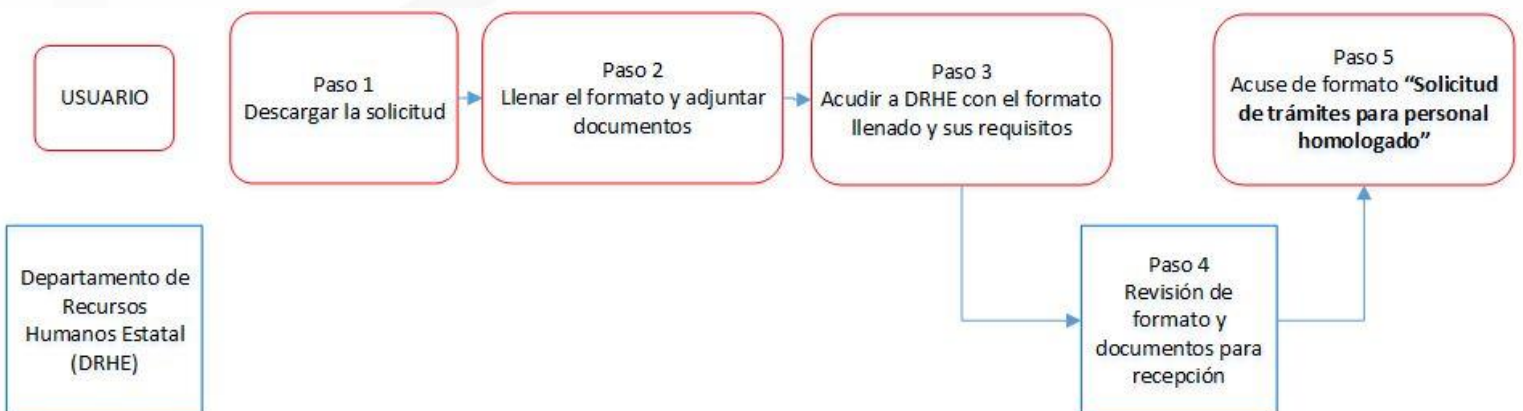 USUARIO
Paso 1
Descargar la solicitud
Paso 2
Llenar el formato y adjuntar
documentos
Paso 3
Acudir a DRHE con el formato
llenado y sus requisitos
Paso 5
Acuse de formato “Solicitud
de trámites para personal
homologado”
Departamento de
Recursos
Humanos Estatal
(DRHE)
Paso 4
Revisión de
formato y
documentos para
recepción